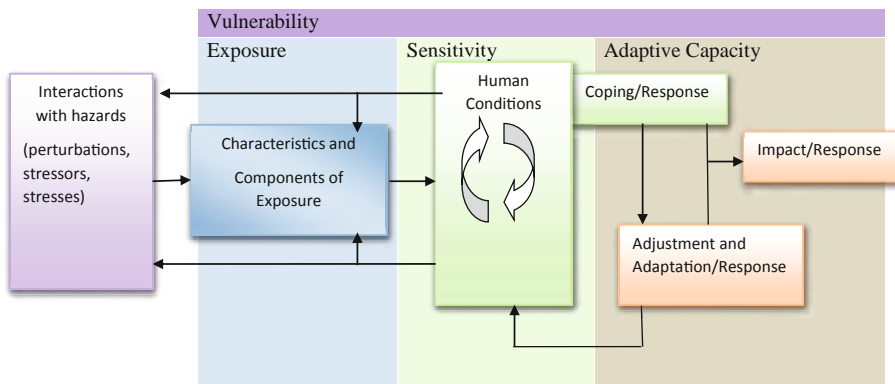 Vulnerability
Exposure
Sensitivity
Adaptive Capacity
Interactions
with hazards
(perturbations,
stressors,
stresses)
Characteristics and
Components of
Exposure
Human
Conditions
Coping/Response
Impact/Response
Adjustment and
Adaptation/Response